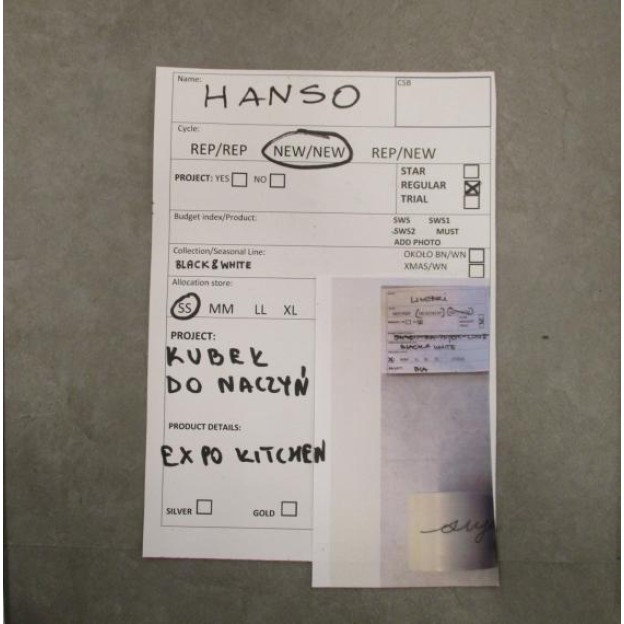 Name:
HANSO
CSB
Cycle:
REP/REP NEW/NEW REP/NEW
PROJECT: YES NO
STAR
REGULAR
TRIAL
Budget index/Product:
SWS SWS1
SWS2 MUST
ADD PHOTO
Collection/Seasonal Line:
BLACK & WHITE
OKOŁO BN/WN
XMAS/WN
Allocation store:
SS MM LL XL
PROJECT:
KUBEK
DO NACZYŃ
PRODUCT DETAILS:
EXPO KITCHEN
SILVER GOLD
BLACK & WHITE